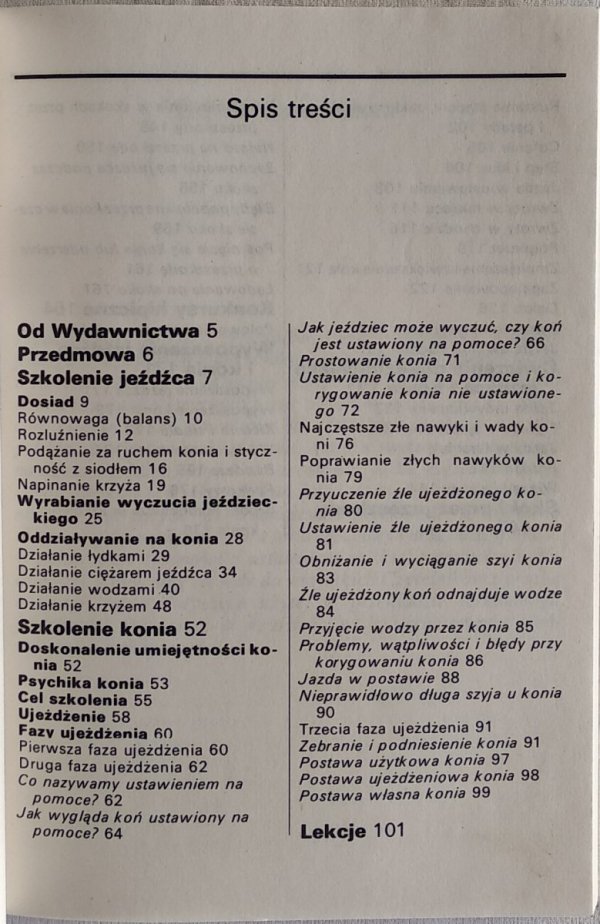 Spis treści
Od Wydawnictwa 5
Przedmowa 6
Szkolenie jeźdźca 7
Dosiad 9
Równowaga (balans) 10
Rozluźnienie 12
Podążanie za ruchem konia i stycz-
ność z siodłem 16
Napinanie krzyża 19
Wyrabianie wyczucia jeździec-
kiego 25
Oddziaływanie na konia 28
Działanie łydkami 29
Działanie ciężarem jeźdźca 34
Działanie wodzami 40
Działanie krzyżem 48
Szkolenie konia 52
Doskonalenie umiejętności ko-
nia 52
Psychika konia 53
Cel szkolenia 55
Ujeżdżenie 58
Fazy ujeżdżenia 60
Pierwsza faza ujeżdżenia 60
Druga faza ujeżdżenia 62
Co nazywamy ustawieniem na
pomoce? 62
Jak wygląda koń ustawiony na
pomoce? 64
Jak jeździec może wyczuć, czy koń
jest ustawiony na pomoce? 66
Prostowanie konia 71
Ustawienie konia na pomoce i ko-
rygowanie konia nie ustawione-
go 72
Najczęstsze złe nawyki i wady ko-
ni 76
Poprawianie złych nawyków ko-
nia 79
Przyuczenie źle ujeżdżonego ko-
nia 80
Ustawienie źle ujeżdżonego konia
81
Obniżanie i wyciąganie szyi konia
83
Źle ujeżdżony koń odnajduje wodze
84
Przyjęcie wodzy przez konia 85
Problemy, wątpliwości i błędy przy
korygowaniu konia 86
Jazda w postawie 88
Nieprawidłowo długa szyja u konia
90
Trzecia faza ujeżdżenia 91
Zebranie i podniesienie konia 91
Postawa użytkowa konia 97
Postawa ujeżdżeniowa konia 98
Postawa własna konia 99
Lekcje 101